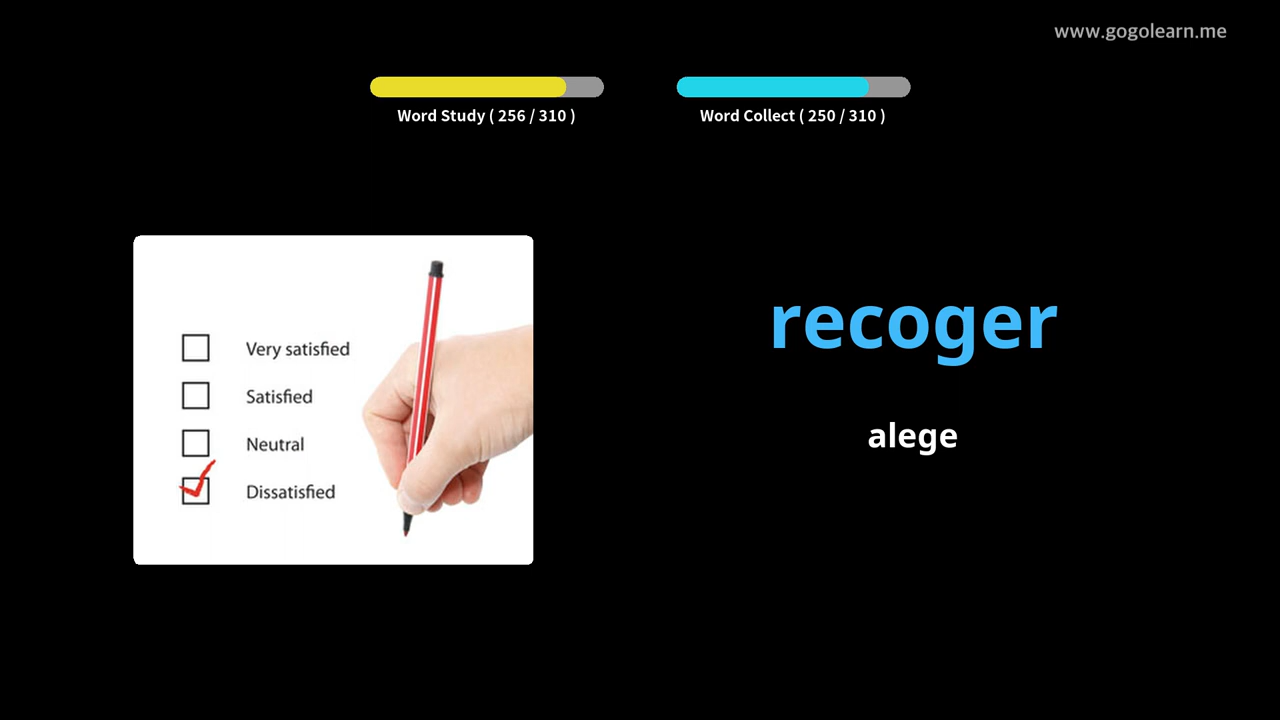 www.gogolearn.me
Word Study ( 256 / 310 )
Word Collect ( 250 / 310 )
Very satisfied
Satisfied
Neutral
Dissatisfied
recoger
alege